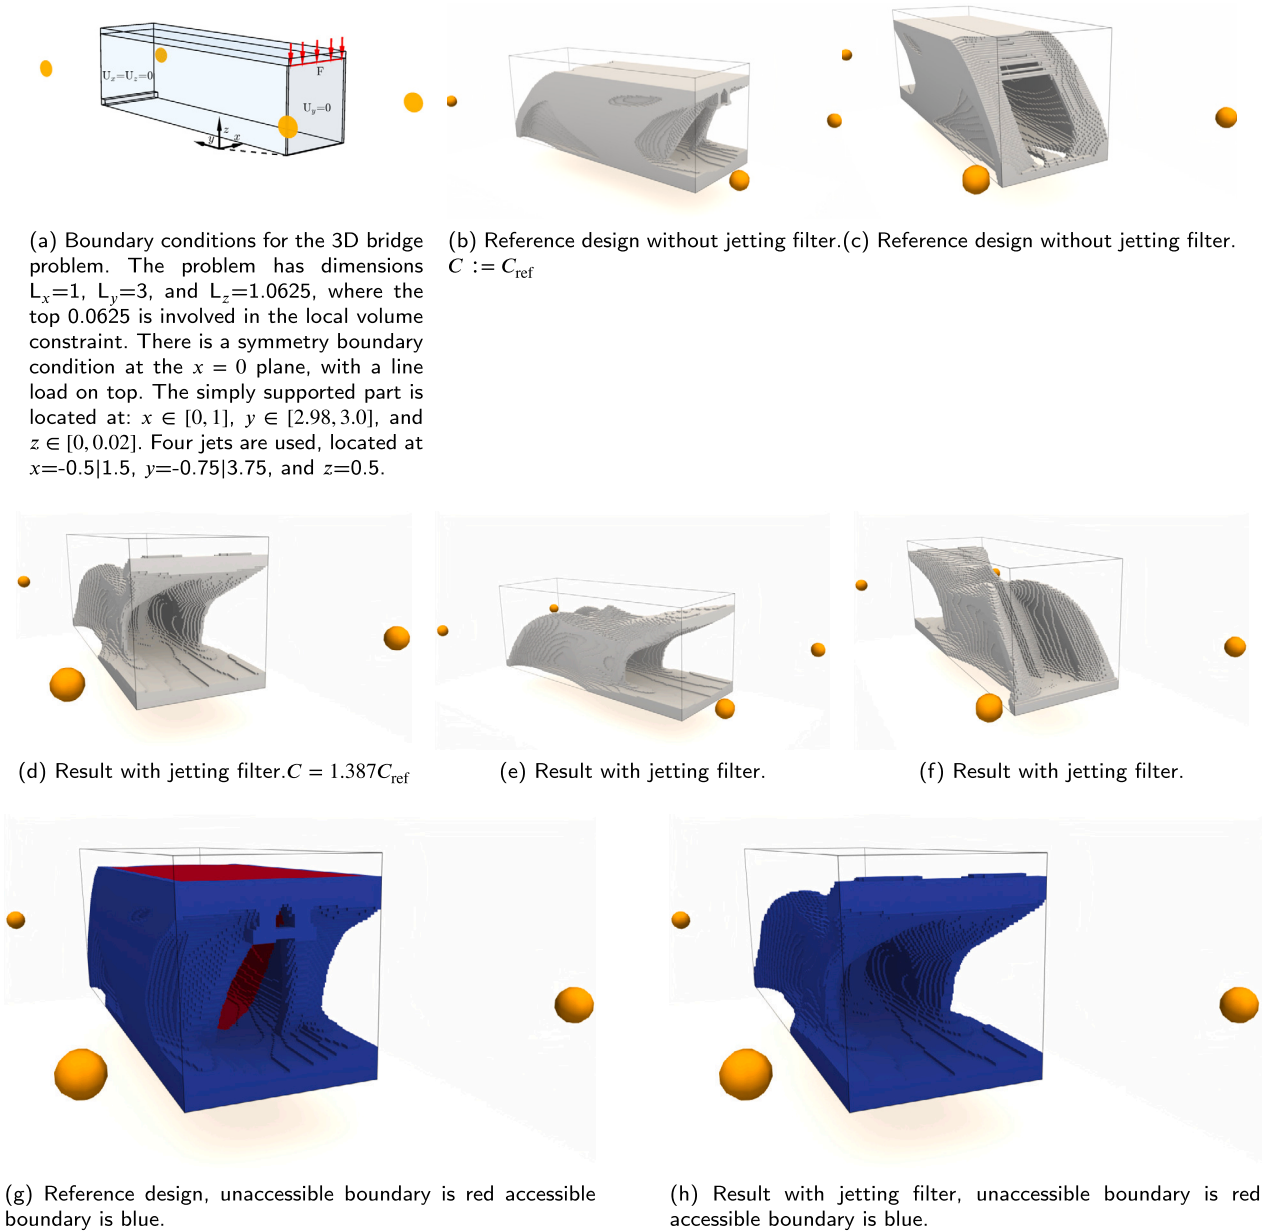 F
Uₓ=U_z=0
U_y=0
z
y
x
(a) Boundary conditions for the 3D bridge
problem. The problem has dimensions
Lₓ=1, L_y=3, and L_z=1.0625, where the
top 0.0625 is involved in the local volume
constraint. There is a symmetry boundary
condition at the x = 0 plane, with a line
load on top. The simply supported part is
located at: x ∈ [0, 1], y ∈ [2.98, 3.0], and
z ∈ [0, 0.02]. Four jets are used, located at
x=-0.5|1.5, y=-0.75|3.75, and z=0.5.
(b) Reference design without jetting filter.
C := C_ref
(c) Reference design without jetting filter.
(d) Result with jetting filter.C = 1.387C_ref
(e) Result with jetting filter.
(f) Result with jetting filter.
(g) Reference design, unaccessible boundary is red accessible
boundary is blue.
(h) Result with jetting filter, unaccessible boundary is red
accessible boundary is blue.